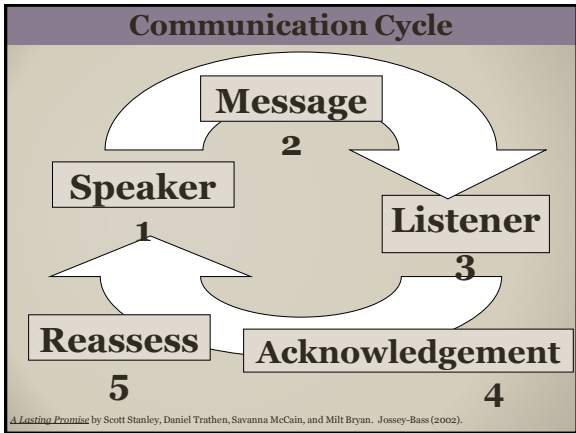 Communication Cycle
Message
2
Speaker
1
Listener
3
Reassess
5
Acknowledgement
4
A Lasting Promise by Scott Stanley, Daniel Trathen, Savanna McCain, and Milt Bryan. Jossey-Bass (2002).